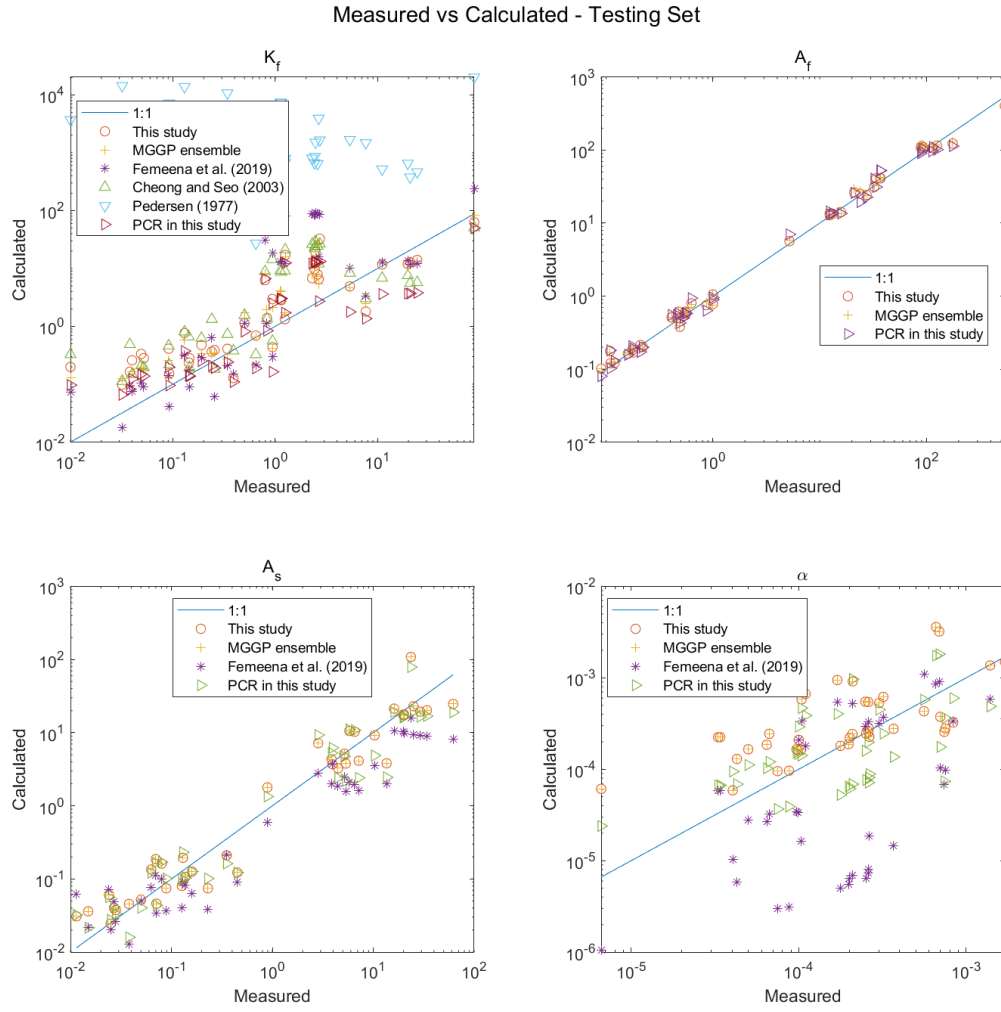 Measured vs Calculated - Testing Set
K_f
10^4
10^2
10^0
10^-2
Calculated
1:1
This study
MGGP ensemble
Femeena et al. (2019)
Cheong and Seo (2003)
Pedersen (1977)
PCR in this study
10^-2
10^-1
10^0
10^1
Measured
A_f
10^3
10^2
10^1
10^0
10^-1
10^-2
Calculated
1:1
This study
MGGP ensemble
PCR in this study
10^0
10^2
Measured
A_s
10^3
10^2
10^1
10^0
10^-1
10^-2
Calculated
1:1
This study
MGGP ensemble
Femeena et al. (2019)
PCR in this study
10^-2
10^-1
10^0
10^1
10^2
Measured
α
10^-2
10^-3
10^-4
10^-5
10^-6
Calculated
1:1
This study
MGGP ensemble
Femeena et al. (2019)
PCR in this study
10^-5
10^-4
10^-3
Measured